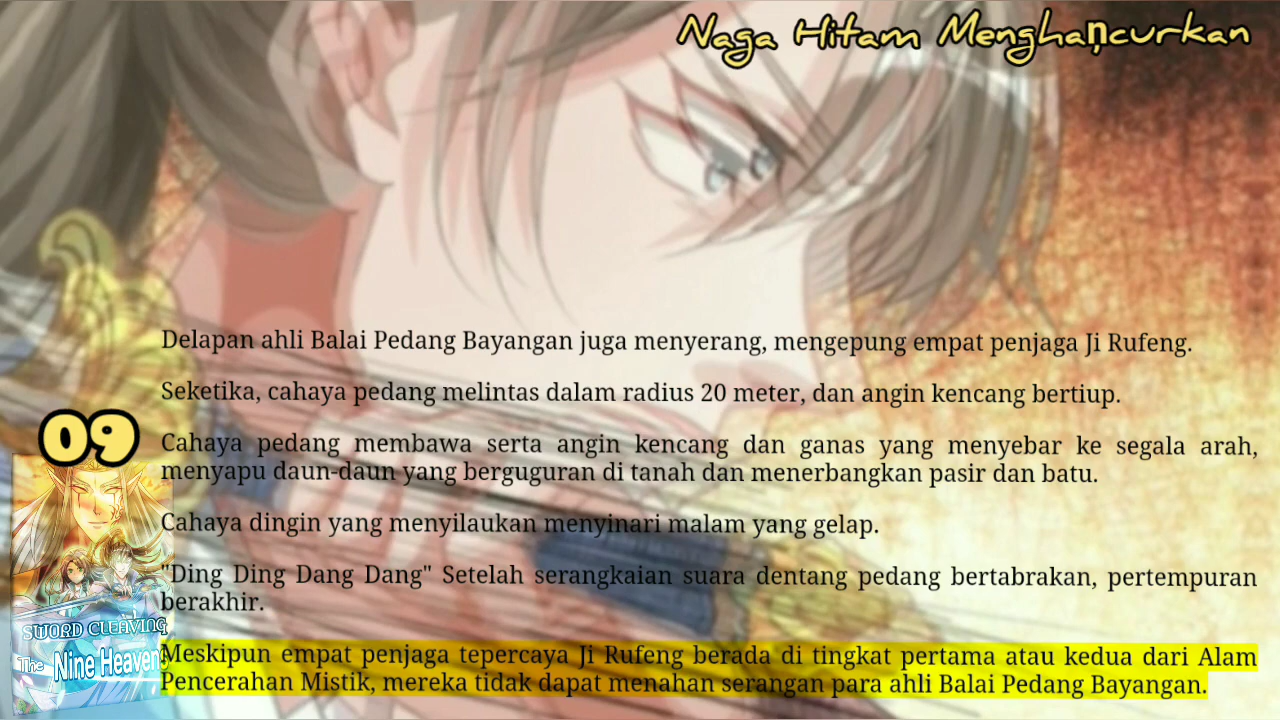 Naga Hitam Menghaṇcurkan
Delapan ahli Balai Pedang Bayangan juga menyerang, mengepung empat penjaga Ji Rufeng.
Seketika, cahaya pedang melintas dalam radius 20 meter, dan angin kencang bertiup.
09
Cahaya pedang membawa serta angin kencang dan ganas yang menyebar ke segala arah,
menyapu daun-daun yang berguguran di tanah dan menerbangkan pasir dan batu.
Cahaya dingin yang menyilaukan menyinari malam yang gelap.
"Ding Ding Dang Dang" Setelah serangkaian suara dentang pedang bertabrakan, pertempuran
berakhir.
SWORD CLEAVING
The Nine Heavens
Meskipun empat penjaga tepercaya Ji Rufeng berada di tingkat pertama atau kedua dari Alam
Pencerahan Mistik, mereka tidak dapat menahan serangan para ahli Balai Pedang Bayangan.